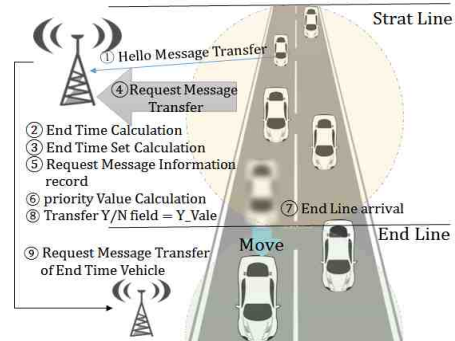 Strat Line
① Hello Message Transfer
④ Request Message
Transfer
② End Time Calculation
③ End Time Set Calculation
⑤ Request Message Information
record
⑥ priority Value Calculation
⑧ Transfer Y/N field = Y_Vale
⑦ End Line arrival
End Line
Move
⑨ Request Message Transfer
of End Time Vehicle